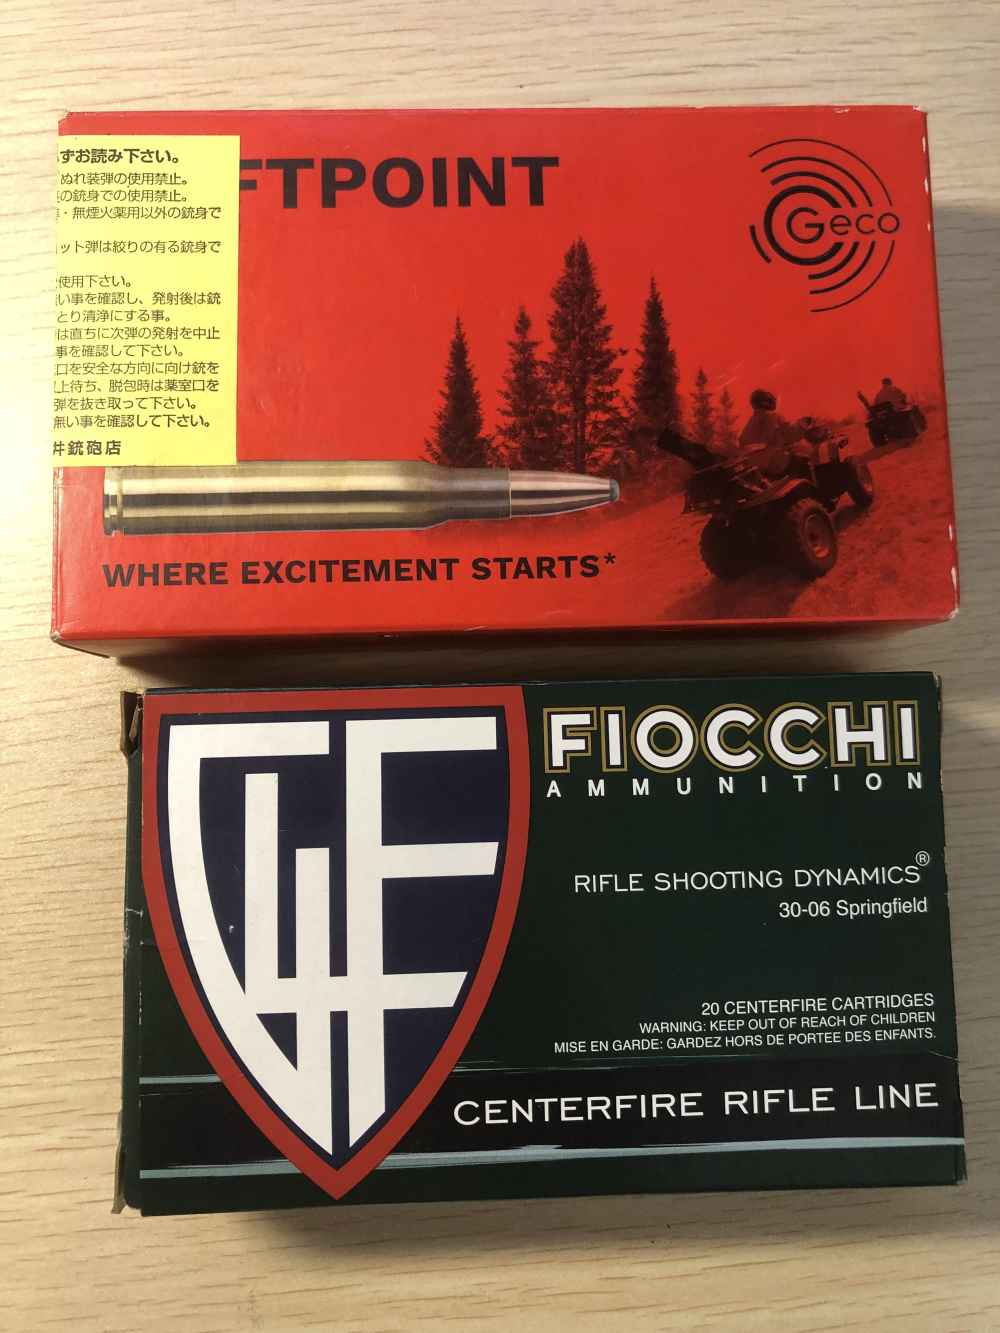 ずお読み下さい。
ぬれ装弾の使用禁止。
の銃身での使用禁止。
・無煙火薬用以外の銃身で
ット弾は絞りの有る銃身で
使用下さい。
い事を確認し、発射後は銃
とり清浄にする事。
は直ちに次弾の発射を中止
事を確認して下さい。
口を安全な方向に向け銃を
上待ち、脱包時は薬室口を
弾を抜き取って下さい。
無い事を確認して下さい。
井銃砲店
FTPOINT
Geco
WHERE EXCITEMENT STARTS*
FIOCCHI
AMMUNITION
RIFLE SHOOTING DYNAMICS®
30-06 Springfield
20 CENTERFIRE CARTRIDGES
WARNING: KEEP OUT OF REACH OF CHILDREN
MISE EN GARDE: GARDEZ HORS DE PORTEE DES ENFANTS.
CENTERFIRE RIFLE LINE
GFL